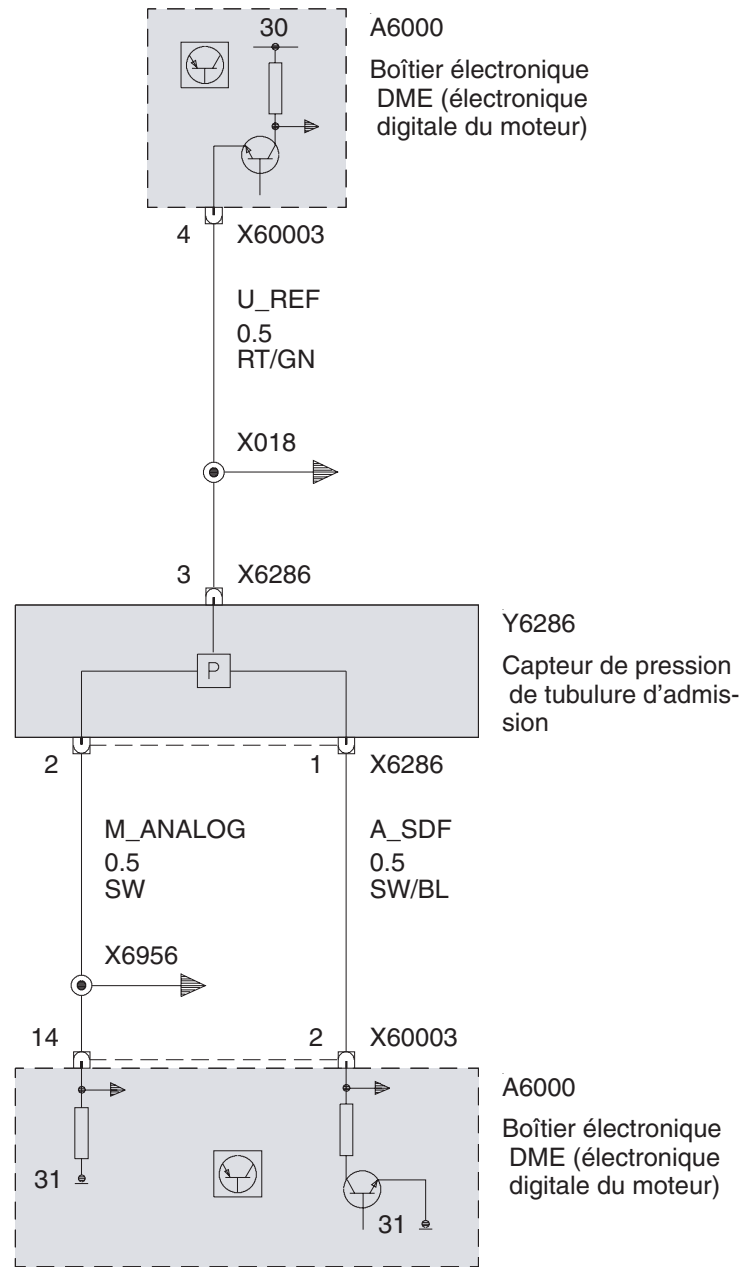 30
A6000
Boîtier électronique
DME (électronique
digitale du moteur)
4 X60003
U_REF
0.5
RT/GN
X018
3 X6286
Y6286
Capteur de pression
de tubulure d'admis-
sion
P
2 1 X6286
M_ANALOG
0.5
SW
A_SDF
0.5
SW/BL
X6956
14 2 X60003
A6000
Boîtier électronique
DME (électronique
digitale du moteur)
31
31